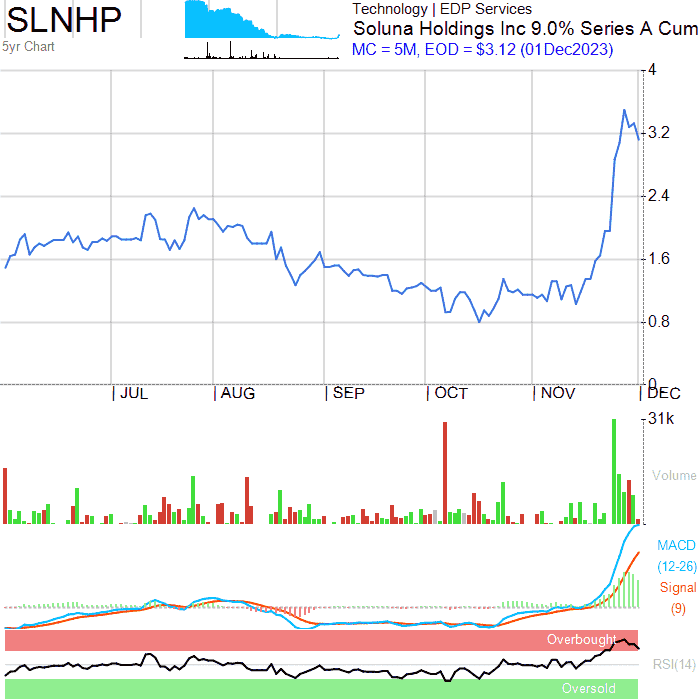 SLNHP
5yr Chart
Technology | EDP Services
Soluna Holdings Inc 9.0% Series A Cum
MC = 5M, EOD = $3.12 (01Dec2023)
4
3.2
2.4
1.6
0.8
0
JUL
AUG
SEP
OCT
NOV
DEC
31k
Volume
MACD
(12-26)
Signal
(9)
Overbought
RSI(14)
Oversold